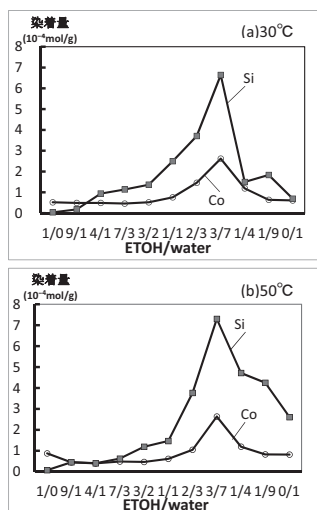 染着量
(10⁻⁴mol/g)
(a)30℃
8
7
6
5
4
3
2
1
0
Si
Co
1/0 9/1 4/1 7/3 3/2 1/1 2/3 3/7 1/4 1/9 0/1
ETOH/water
染着量
(10⁻⁴mol/g)
(b)50℃
8
7
6
5
4
3
2
1
0
Si
Co
1/0 9/1 4/1 7/3 3/2 1/1 2/3 3/7 1/4 1/9 0/1
ETOH/water